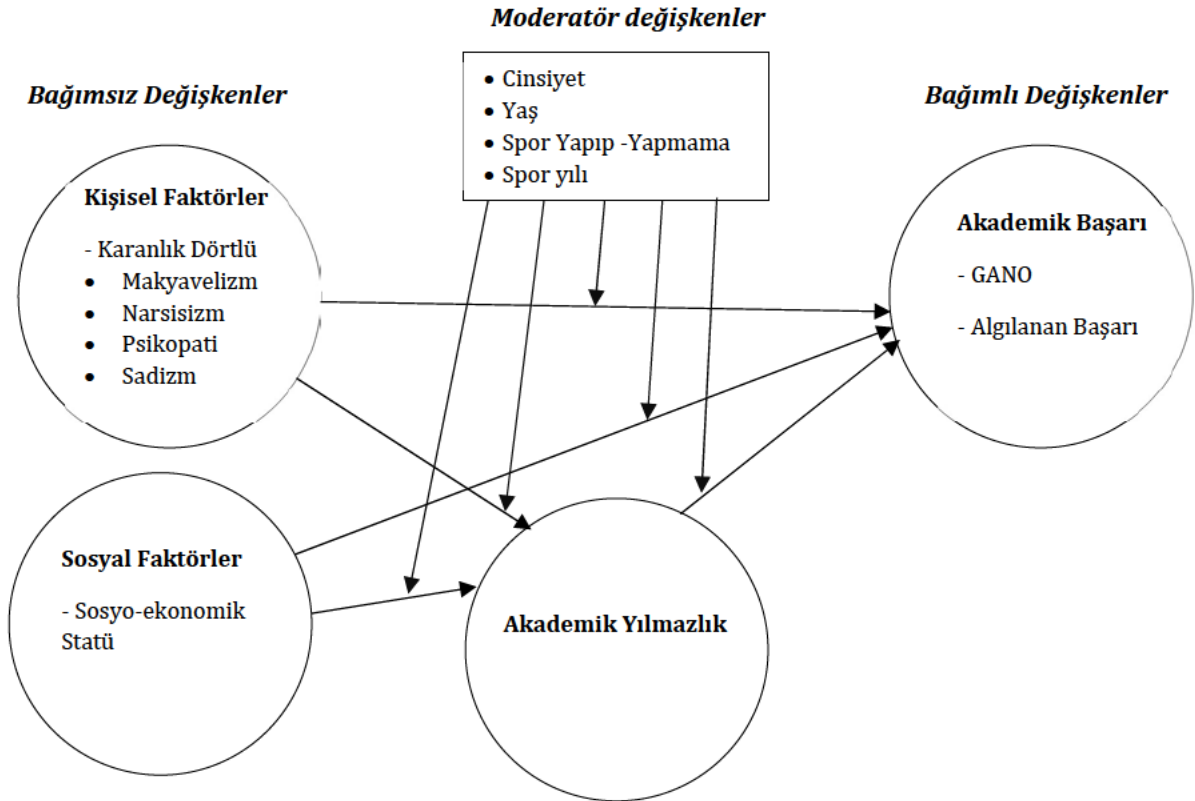 Moderatör değişkenler
• Cinsiyet
• Yaş
• Spor Yapıp -Yapmama
• Spor yılı
Bağımsız Değişkenler
Bağımlı Değişkenler
Kişisel Faktörler
- Karanlık Dörtlü
• Makyavelizm
• Narsisizm
• Psikopati
• Sadizm
Akademik Başarı
- GANO
- Algılanan Başarı
Sosyal Faktörler
- Sosyo-ekonomik
Statü
Akademik Yılmazlık